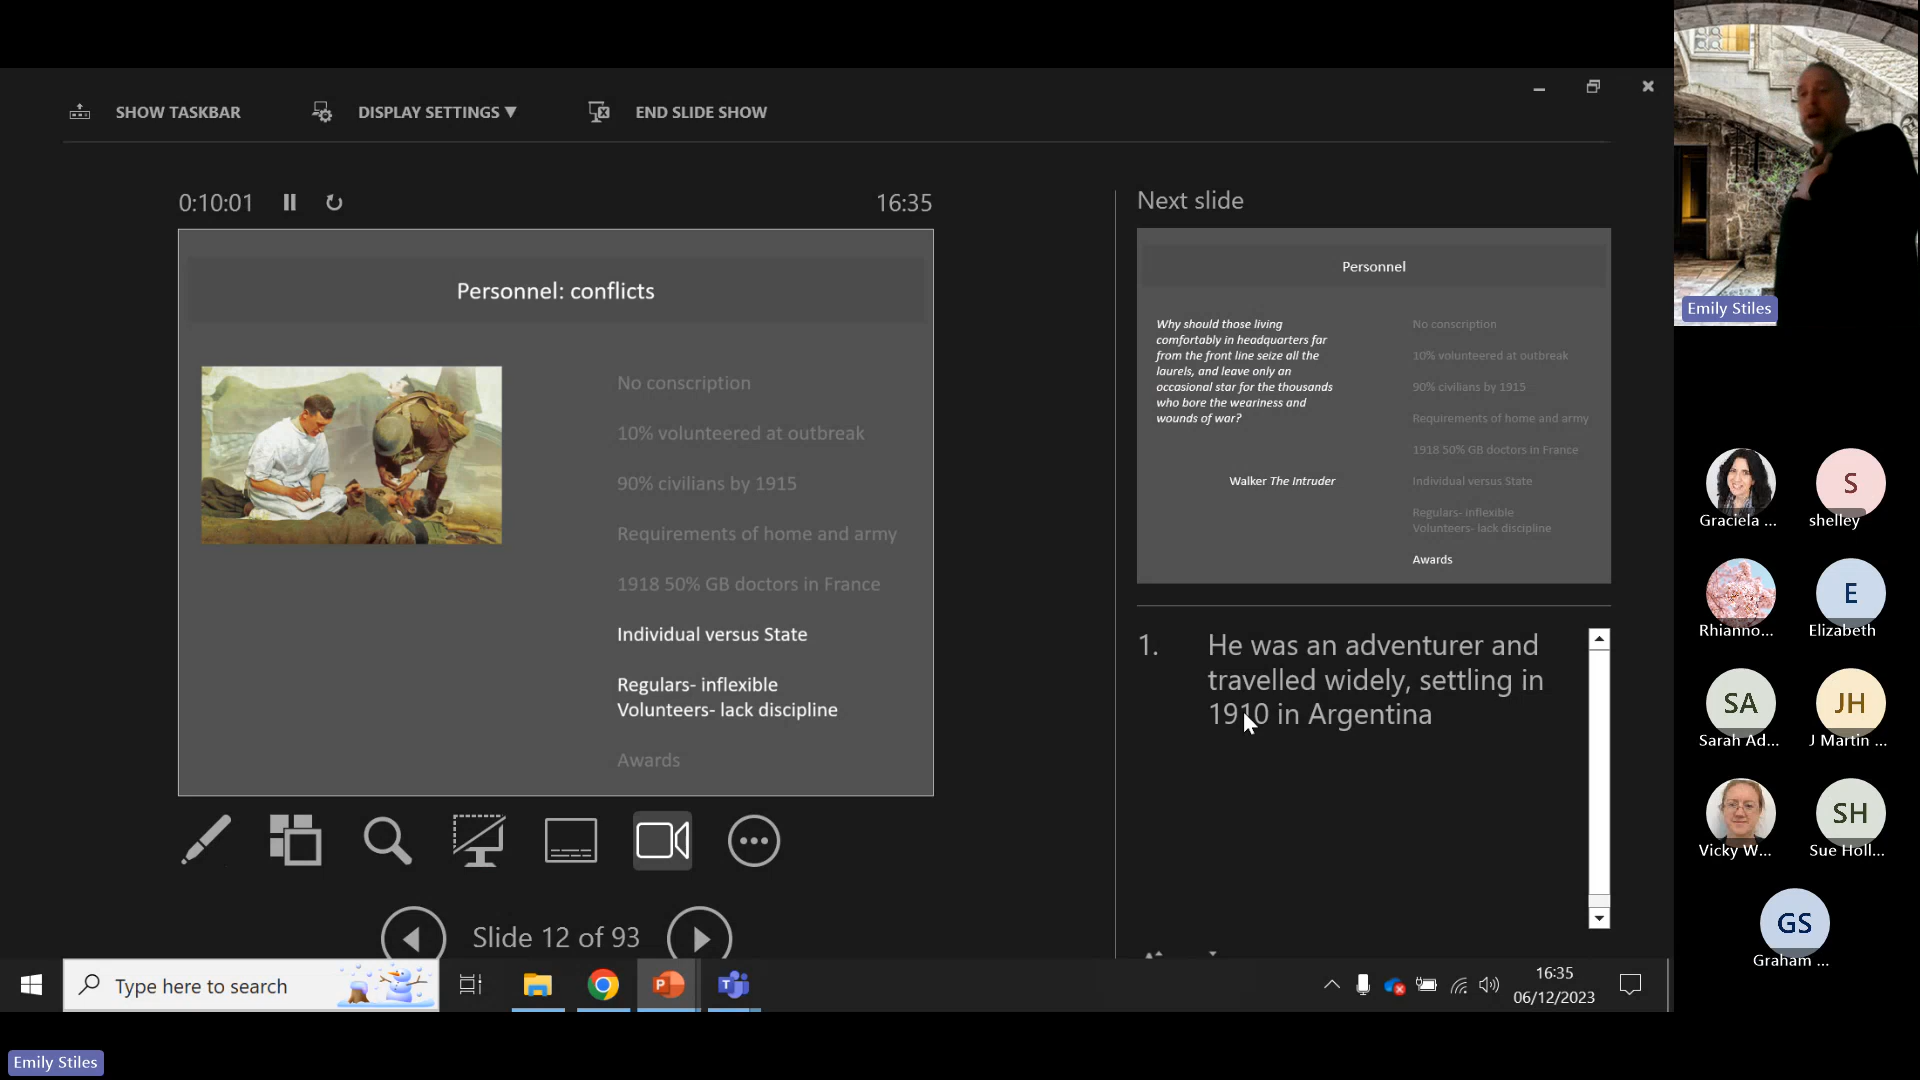 SHOW TASKBAR
DISPLAY SETTINGS ▼
END SLIDE SHOW
0:10:01
16:35
Personnel: conflicts
No conscription
10% volunteered at outbreak
90% civilians by 1915
Requirements of home and army
1918 50% GB doctors in France
Individual versus State
Regulars- inflexible
Volunteers- lack discipline
Awards
Slide 12 of 93
Next slide
Personnel
Why should those living
comfortably in headquarters far
from the front line seize all the
laurels, and leave only an
occasional star for the thousands
who bore the weariness and
wounds of war?
Walker The Intruder
No conscription
10% volunteered at outbreak
90% civilians by 1915
Requirements of home and army
1918 50% GB doctors in France
Individual versus State
Regulars- inflexible
Volunteers- lack discipline
Awards
1. He was an adventurer and
travelled widely, settling in
1910 in Argentina
Emily Stiles
Graciela ...
S
shelley
Rhianno...
E
Elizabeth
SA
Sarah Ad...
JH
J Martin ...
Vicky W...
SH
Sue Holl...
GS
Graham ...
Type here to search
P
T
16:35
06/12/2023
Emily Stiles